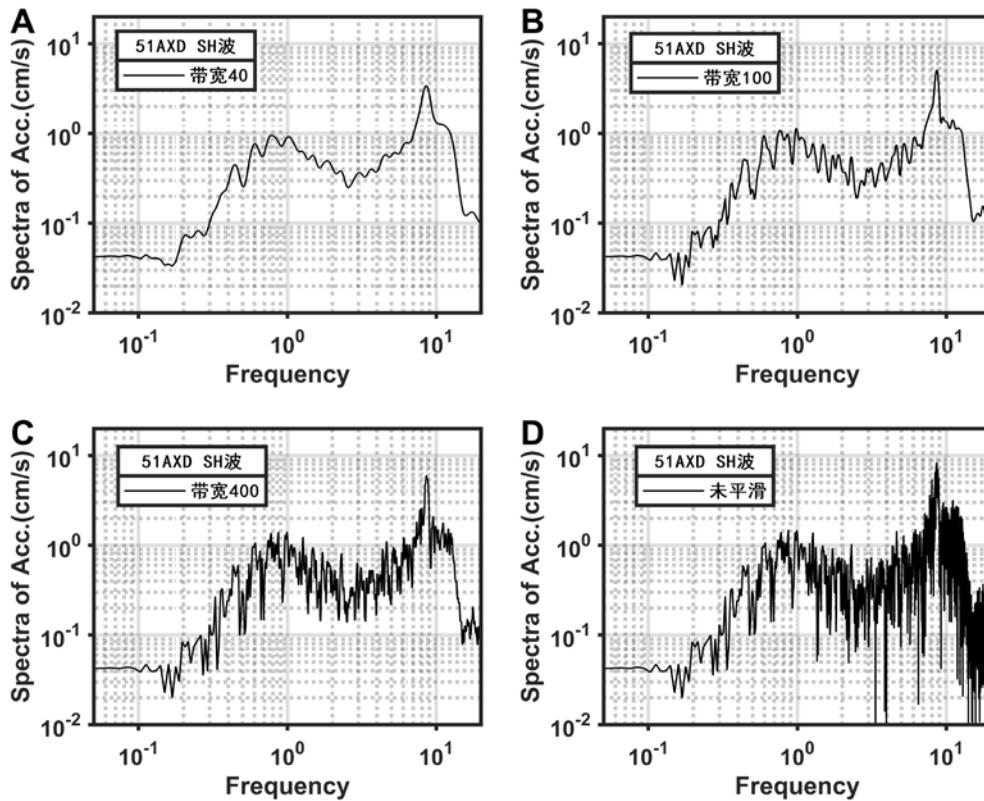 A
51AXD SH波
带宽40
Spectra of Acc.(cm/s)
10^1
10^0
10^-1
10^-2
10^-1
10^0
10^1
Frequency
B
51AXD SH波
带宽100
Spectra of Acc.(cm/s)
10^1
10^0
10^-1
10^-2
10^-1
10^0
10^1
Frequency
C
51AXD SH波
带宽400
Spectra of Acc.(cm/s)
10^1
10^0
10^-1
10^-2
10^-1
10^0
10^1
Frequency
D
51AXD SH波
未平滑
Spectra of Acc.(cm/s)
10^1
10^0
10^-1
10^-2
10^-1
10^0
10^1
Frequency